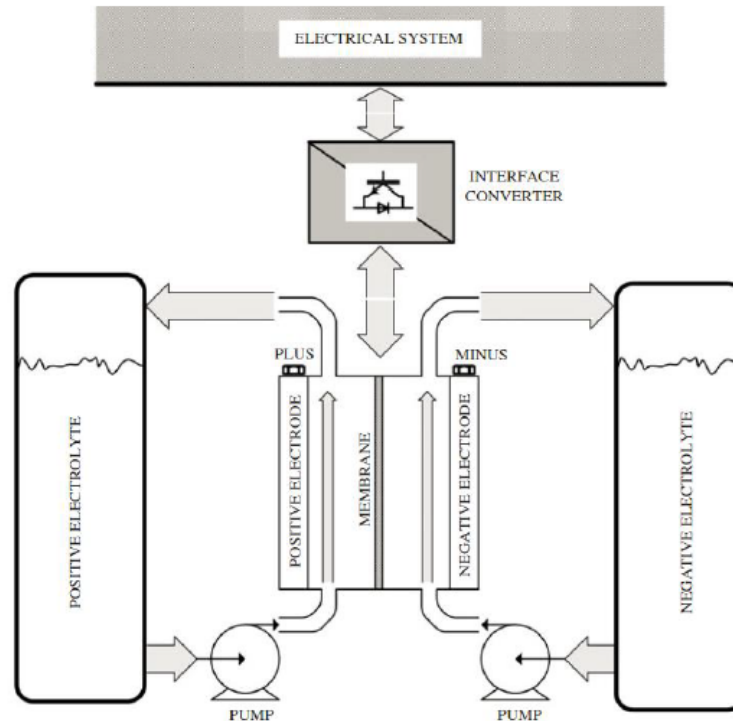 ELECTRICAL SYSTEM
INTERFACE
CONVERTER
PLUS
MINUS
POSITIVE ELECTROLYTE
POSITIVE ELECTRODE
MEMBRANE
NEGATIVE ELECTRODE
NEGATIVE ELECTROLYTE
PUMP
PUMP